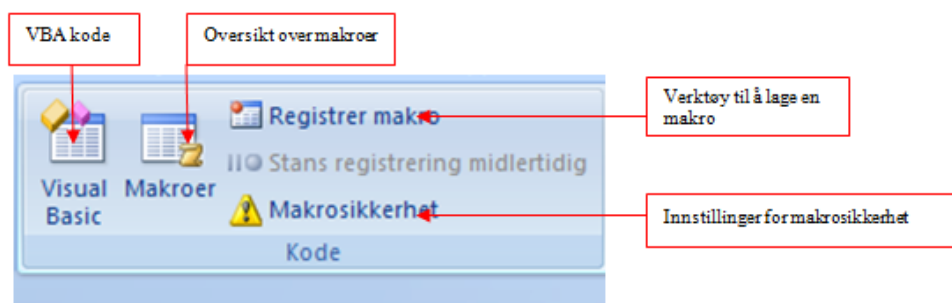 VBA kode
Oversikt over makroer
Registrer makro
Verktøy til å lage en
makro
Stans registrering midlertidig
Visual
Basic
Makroer
Makrosikkerhet
Innstillinger for makrosikkerhet
Kode